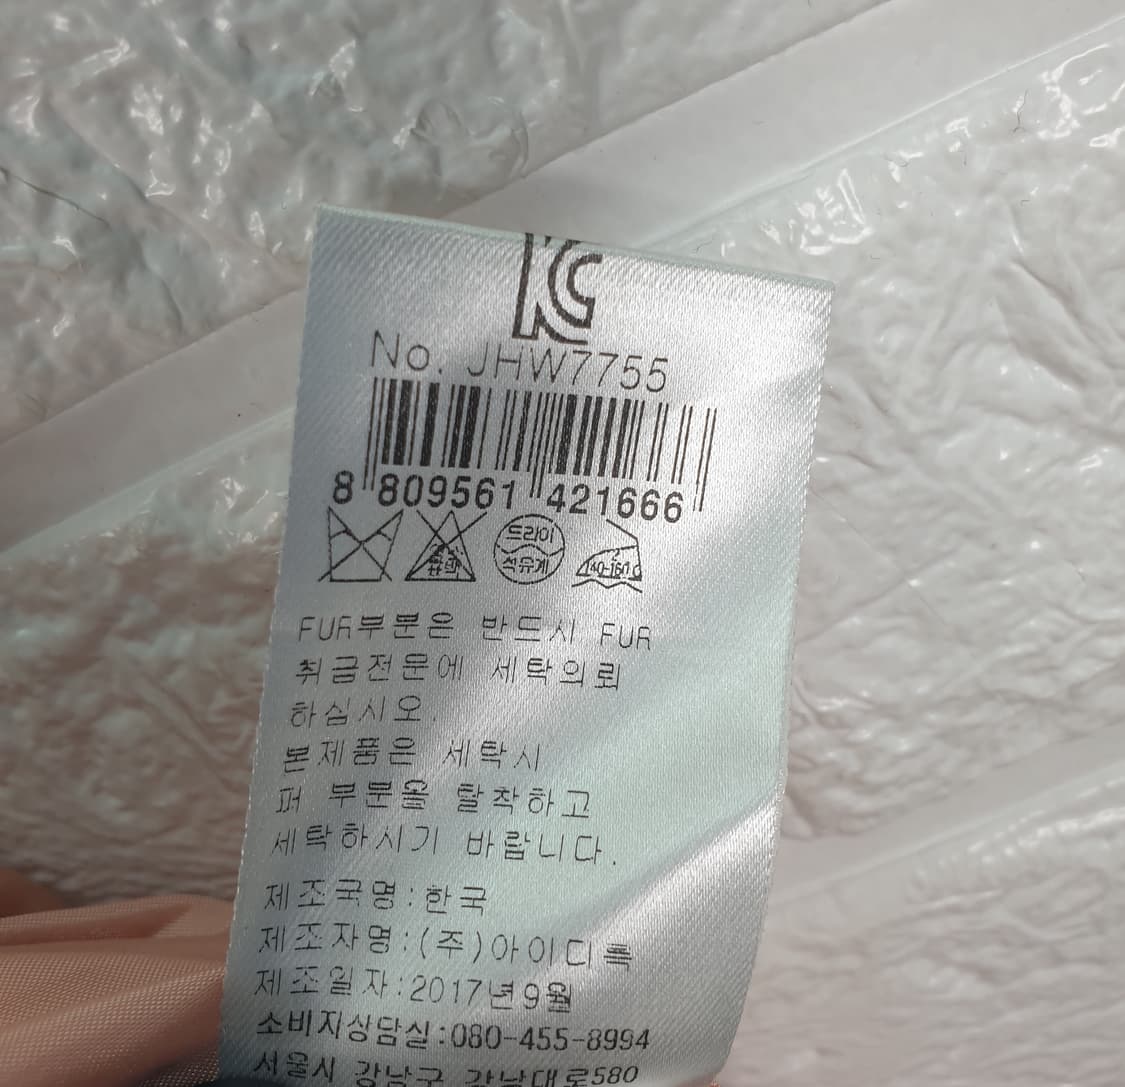 KC
No. JHW7755
8 809561 421666
드라이
석유계
140~160℃
FUR부분은 반드시 FUR
취급전문에 세탁의뢰
하십시오.
본제품은 세탁시
퍼 부분을 탈착하고
세탁하시기 바랍니다.
제조국명:한국
제조자명:(주)아이디룩
제조일자:2017년9월
소비자상담실:080-455-8994
서울시 강남구 강남대로580